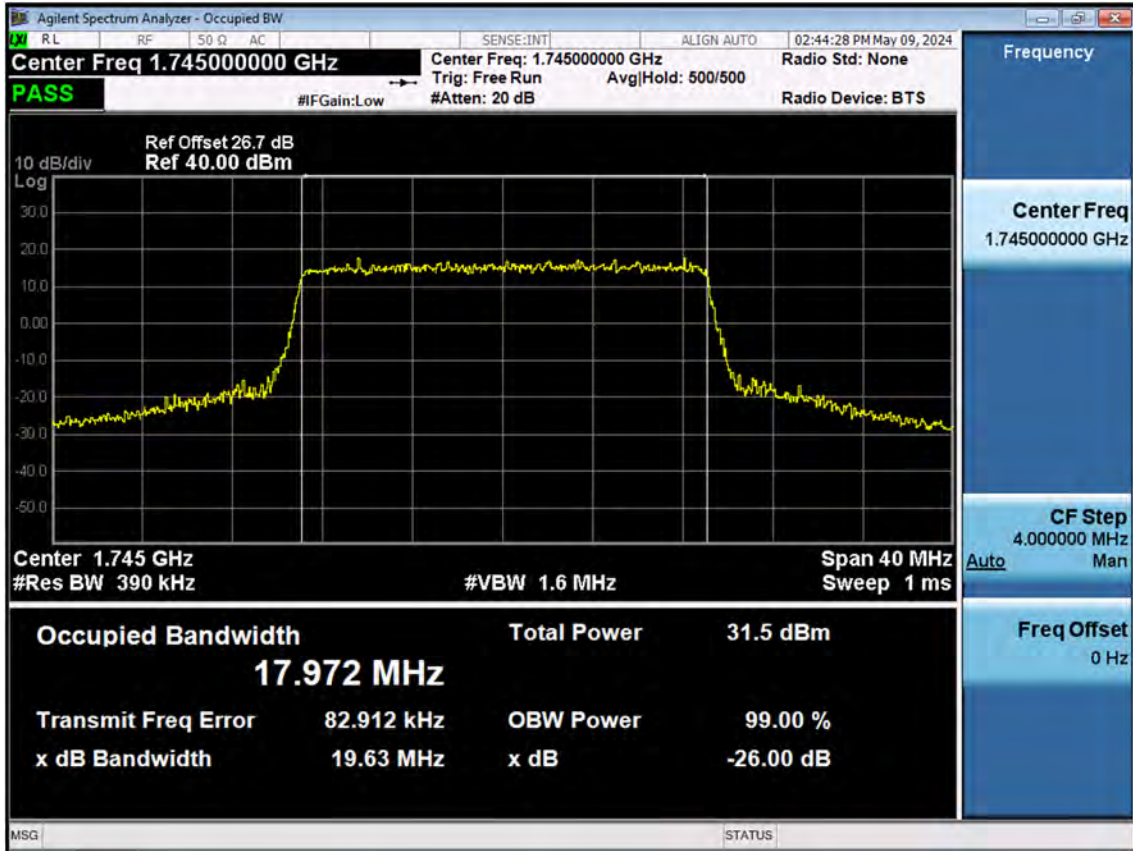 Agilent Spectrum Analyzer - Occupied BW
LXI RL RF 50 Ω AC SENSE:INT ALIGN AUTO 02:44:28 PM May 09, 2024
Center Freq 1.745000000 GHz
Center Freq: 1.745000000 GHz
Radio Std: None
Trig: Free Run Avg|Hold: 500/500
PASS
#IFGain:Low
#Atten: 20 dB
Radio Device: BTS
Ref Offset 26.7 dB
10 dB/div Ref 40.00 dBm
Log
30.0
20.0
10.0
0.00
-10.0
-20.0
-30.0
-40.0
-50.0
Center 1.745 GHz Span 40 MHz
#Res BW 390 kHz #VBW 1.6 MHz Sweep 1 ms
Occupied Bandwidth Total Power 31.5 dBm
17.972 MHz
Transmit Freq Error 82.912 kHz OBW Power 99.00 %
x dB Bandwidth 19.63 MHz x dB -26.00 dB
MSG STATUS
Frequency
Center Freq
1.745000000 GHz
CF Step
4.000000 MHz
Auto Man
Freq Offset
0 Hz